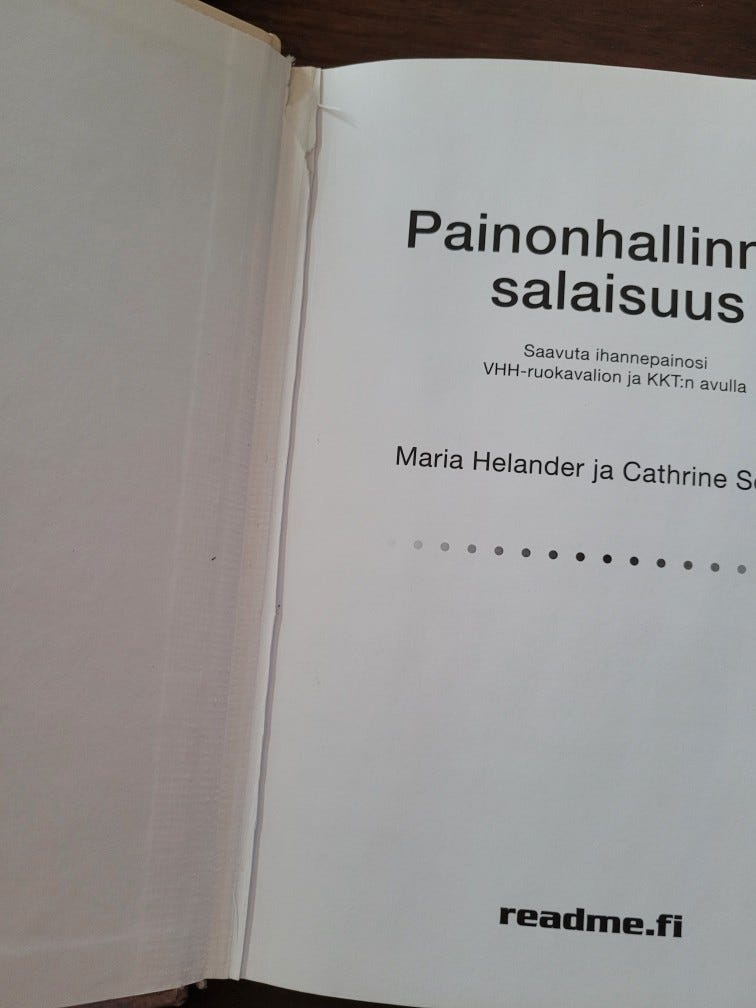 Painonhallinn
salaisuus
Saavuta ihannepainosi
VHH-ruokavalion ja KKT:n avulla
Maria Helander ja Cathrine S
readme.fi